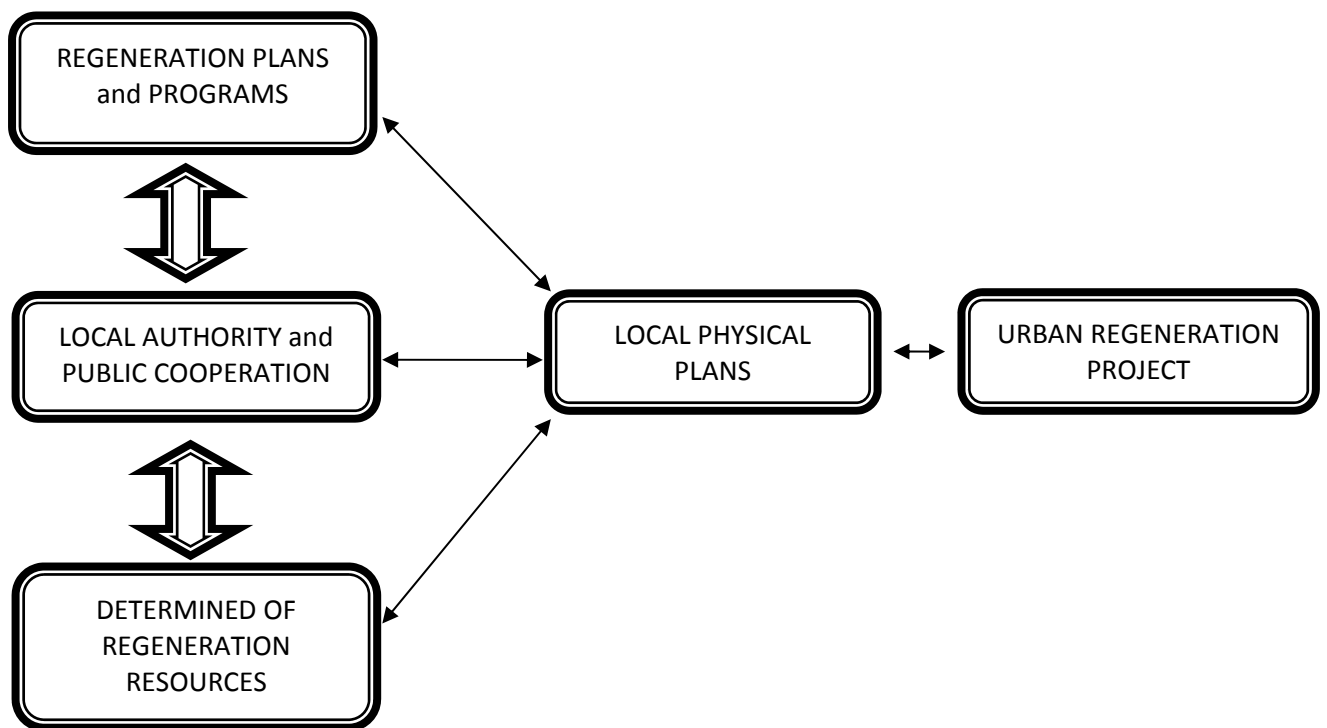 REGENERATION PLANS
and PROGRAMS
LOCAL AUTHORITY and
PUBLIC COOPERATION
LOCAL PHYSICAL
PLANS
URBAN REGENERATION
PROJECT
DETERMINED OF
REGENERATION
RESOURCES